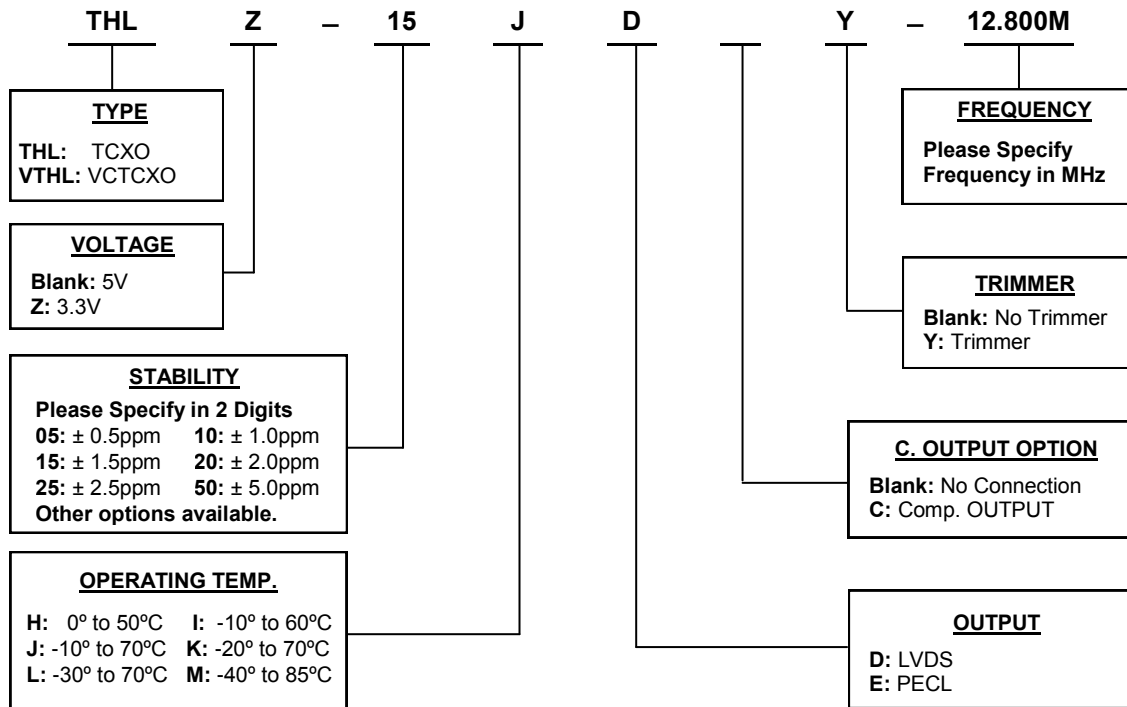 THL Z – 15 J D Y – 12.800M
TYPE
THL: TCXO
VTHL: VCTCXO
VOLTAGE
Blank: 5V
Z: 3.3V
STABILITY
Please Specify in 2 Digits
05: ± 0.5ppm 10: ± 1.0ppm
15: ± 1.5ppm 20: ± 2.0ppm
25: ± 2.5ppm 50: ± 5.0ppm
Other options available.
OPERATING TEMP.
H: 0º to 50ºC I: -10º to 60ºC
J: -10º to 70ºC K: -20º to 70ºC
L: -30º to 70ºC M: -40º to 85ºC
FREQUENCY
Please Specify
Frequency in MHz
TRIMMER
Blank: No Trimmer
Y: Trimmer
C. OUTPUT OPTION
Blank: No Connection
C: Comp. OUTPUT
OUTPUT
D: LVDS
E: PECL